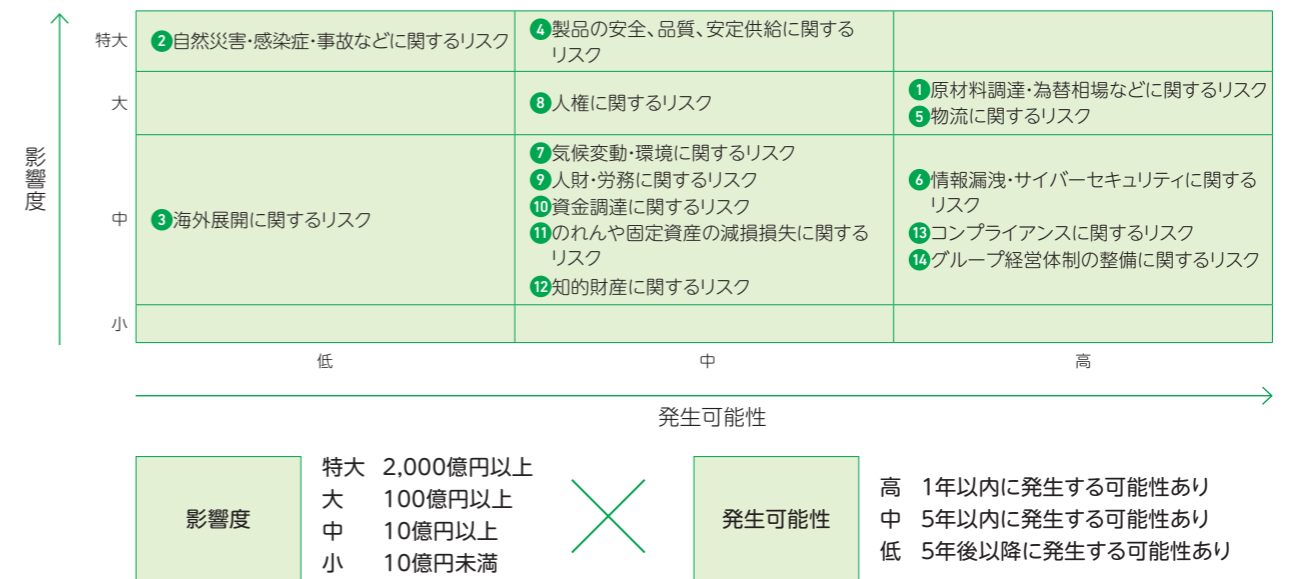 影響度
特大
❷自然災害・感染症・事故などに関するリスク
❹製品の安全、品質、安定供給に関する
リスク
大
❽人権に関するリスク
❶原材料調達・為替相場などに関するリスク
❺物流に関するリスク
中
❸海外展開に関するリスク
❼気候変動・環境に関するリスク
❾人財・労務に関するリスク
❿資金調達に関するリスク
⓫のれんや固定資産の減損損失に関する
リスク
⓬知的財産に関するリスク
❻情報漏洩・サイバーセキュリティに関する
リスク
⓭コンプライアンスに関するリスク
⓮グループ経営体制の整備に関するリスク
小
低
中
高
発生可能性
影響度
特大 2,000億円以上
大 100億円以上
中 10億円以上
小 10億円未満
発生可能性
高 1年以内に発生する可能性あり
中 5年以内に発生する可能性あり
低 5年後以降に発生する可能性あり